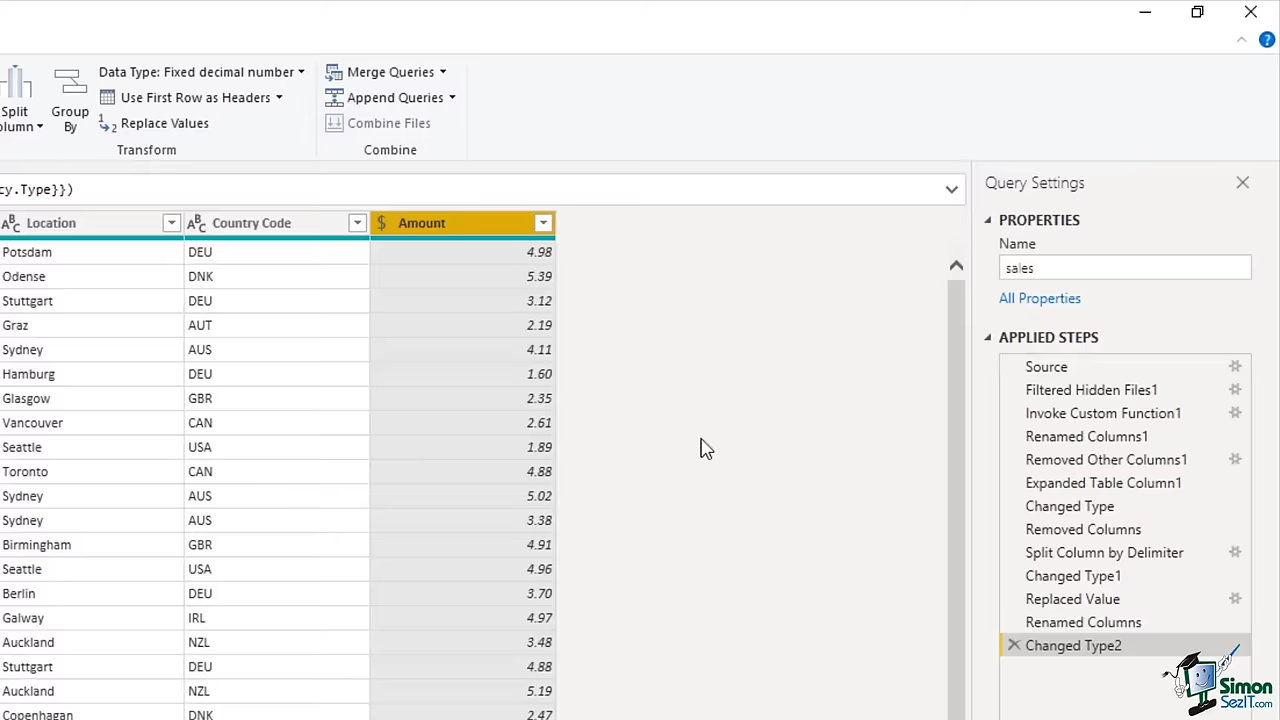 Split
Column
Group
By
Data Type: Fixed decimal number
Use First Row as Headers
1 2 Replace Values
Transform
Merge Queries
Append Queries
Combine Files
Combine
?
cy.Type}})
ABC Location
ABC Country Code
$ Amount
Potsdam DEU 4.98
Odense DNK 5.39
Stuttgart DEU 3.12
Graz AUT 2.19
Sydney AUS 4.11
Hamburg DEU 1.60
Glasgow GBR 2.35
Vancouver CAN 2.61
Seattle USA 1.89
Toronto CAN 4.88
Sydney AUS 5.02
Sydney AUS 3.38
Birmingham GBR 4.91
Seattle USA 4.96
Berlin DEU 3.70
Galway IRL 4.97
Auckland NZL 3.48
Stuttgart DEU 4.88
Auckland NZL 5.19
Copenhagen DNK 2.47
Query Settings
PROPERTIES
Name
sales
All Properties
APPLIED STEPS
Source
Filtered Hidden Files1
Invoke Custom Function1
Renamed Columns1
Removed Other Columns1
Expanded Table Column1
Changed Type
Removed Columns
Split Column by Delimiter
Changed Type1
Replaced Value
Renamed Columns
Changed Type2
Simon
SezIT.com